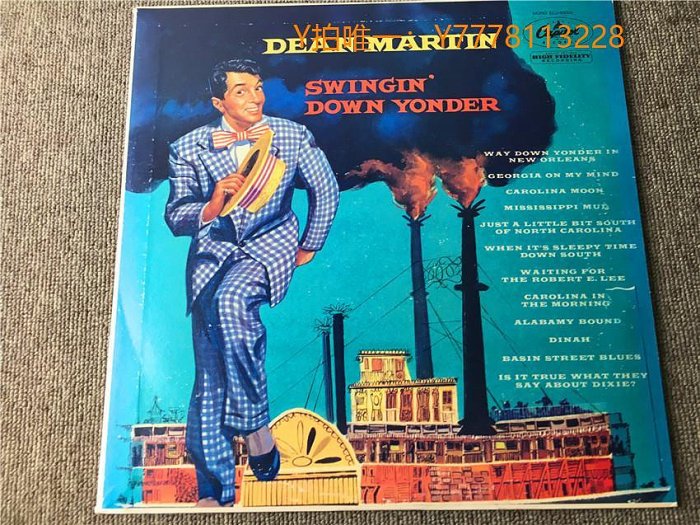 Y拍唯一:Y7778113228
DEAN MARTIN
Capitol
HIGH FIDELITY
RECORDING
SWINGIN'
DOWN YONDER
WAY DOWN YONDER IN
NEW ORLEANS
GEORGIA ON MY MIND
CAROLINA MOON
MISSISSIPPI MUD
JUST A LITTLE BIT SOUTH
OF NORTH CAROLINA
WHEN IT'S SLEEPY TIME
DOWN SOUTH
WAITING FOR
THE ROBERT E. LEE
CAROLINA IN
THE MORNING
ALABAMY BOUND
DINAH
BASIN STREET BLUES
IS IT TRUE WHAT THEY
SAY ABOUT DIXIE?